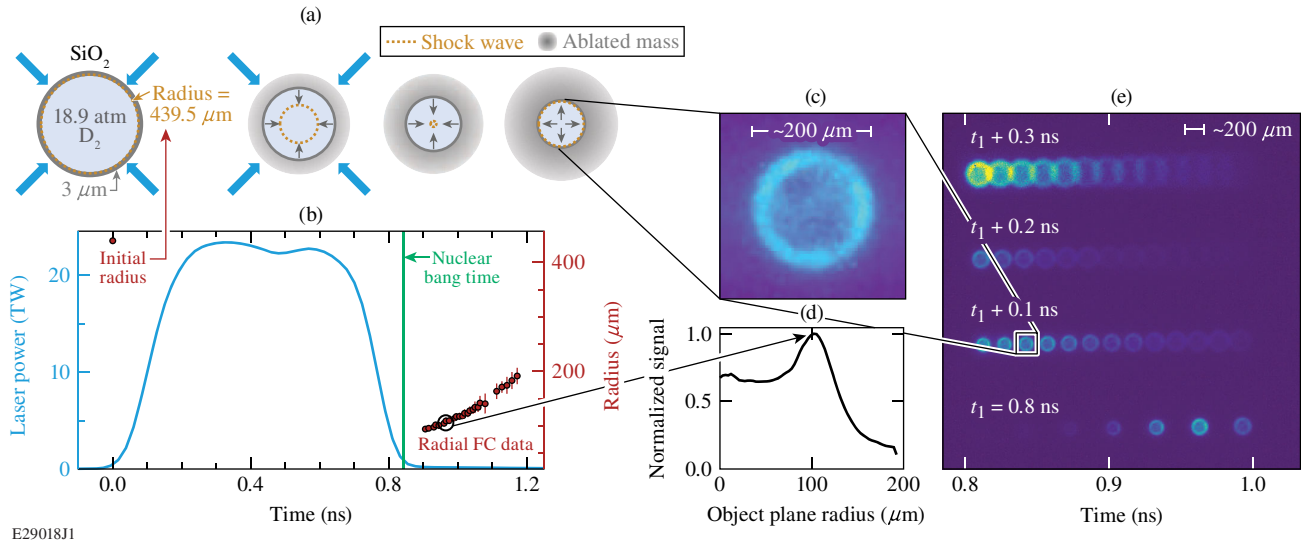 (a)
Shock wave
Ablated mass
SiO2
Radius =
439.5 μm
18.9 atm
D2
3 μm
(b)
Laser power (TW)
20
10
0
Initial
radius
Nuclear
bang time
Radial FC data
400
200
Radius (μm)
0.0
0.4
0.8
1.2
Time (ns)
(c)
~200 μm
(d)
Normalized signal
1.0
0.5
0.0
0
100
200
Object plane radius (μm)
(e)
~200 μm
t1 + 0.3 ns
t1 + 0.2 ns
t1 + 0.1 ns
t1 = 0.8 ns
0.8
0.9
1.0
Time (ns)
E29018J1